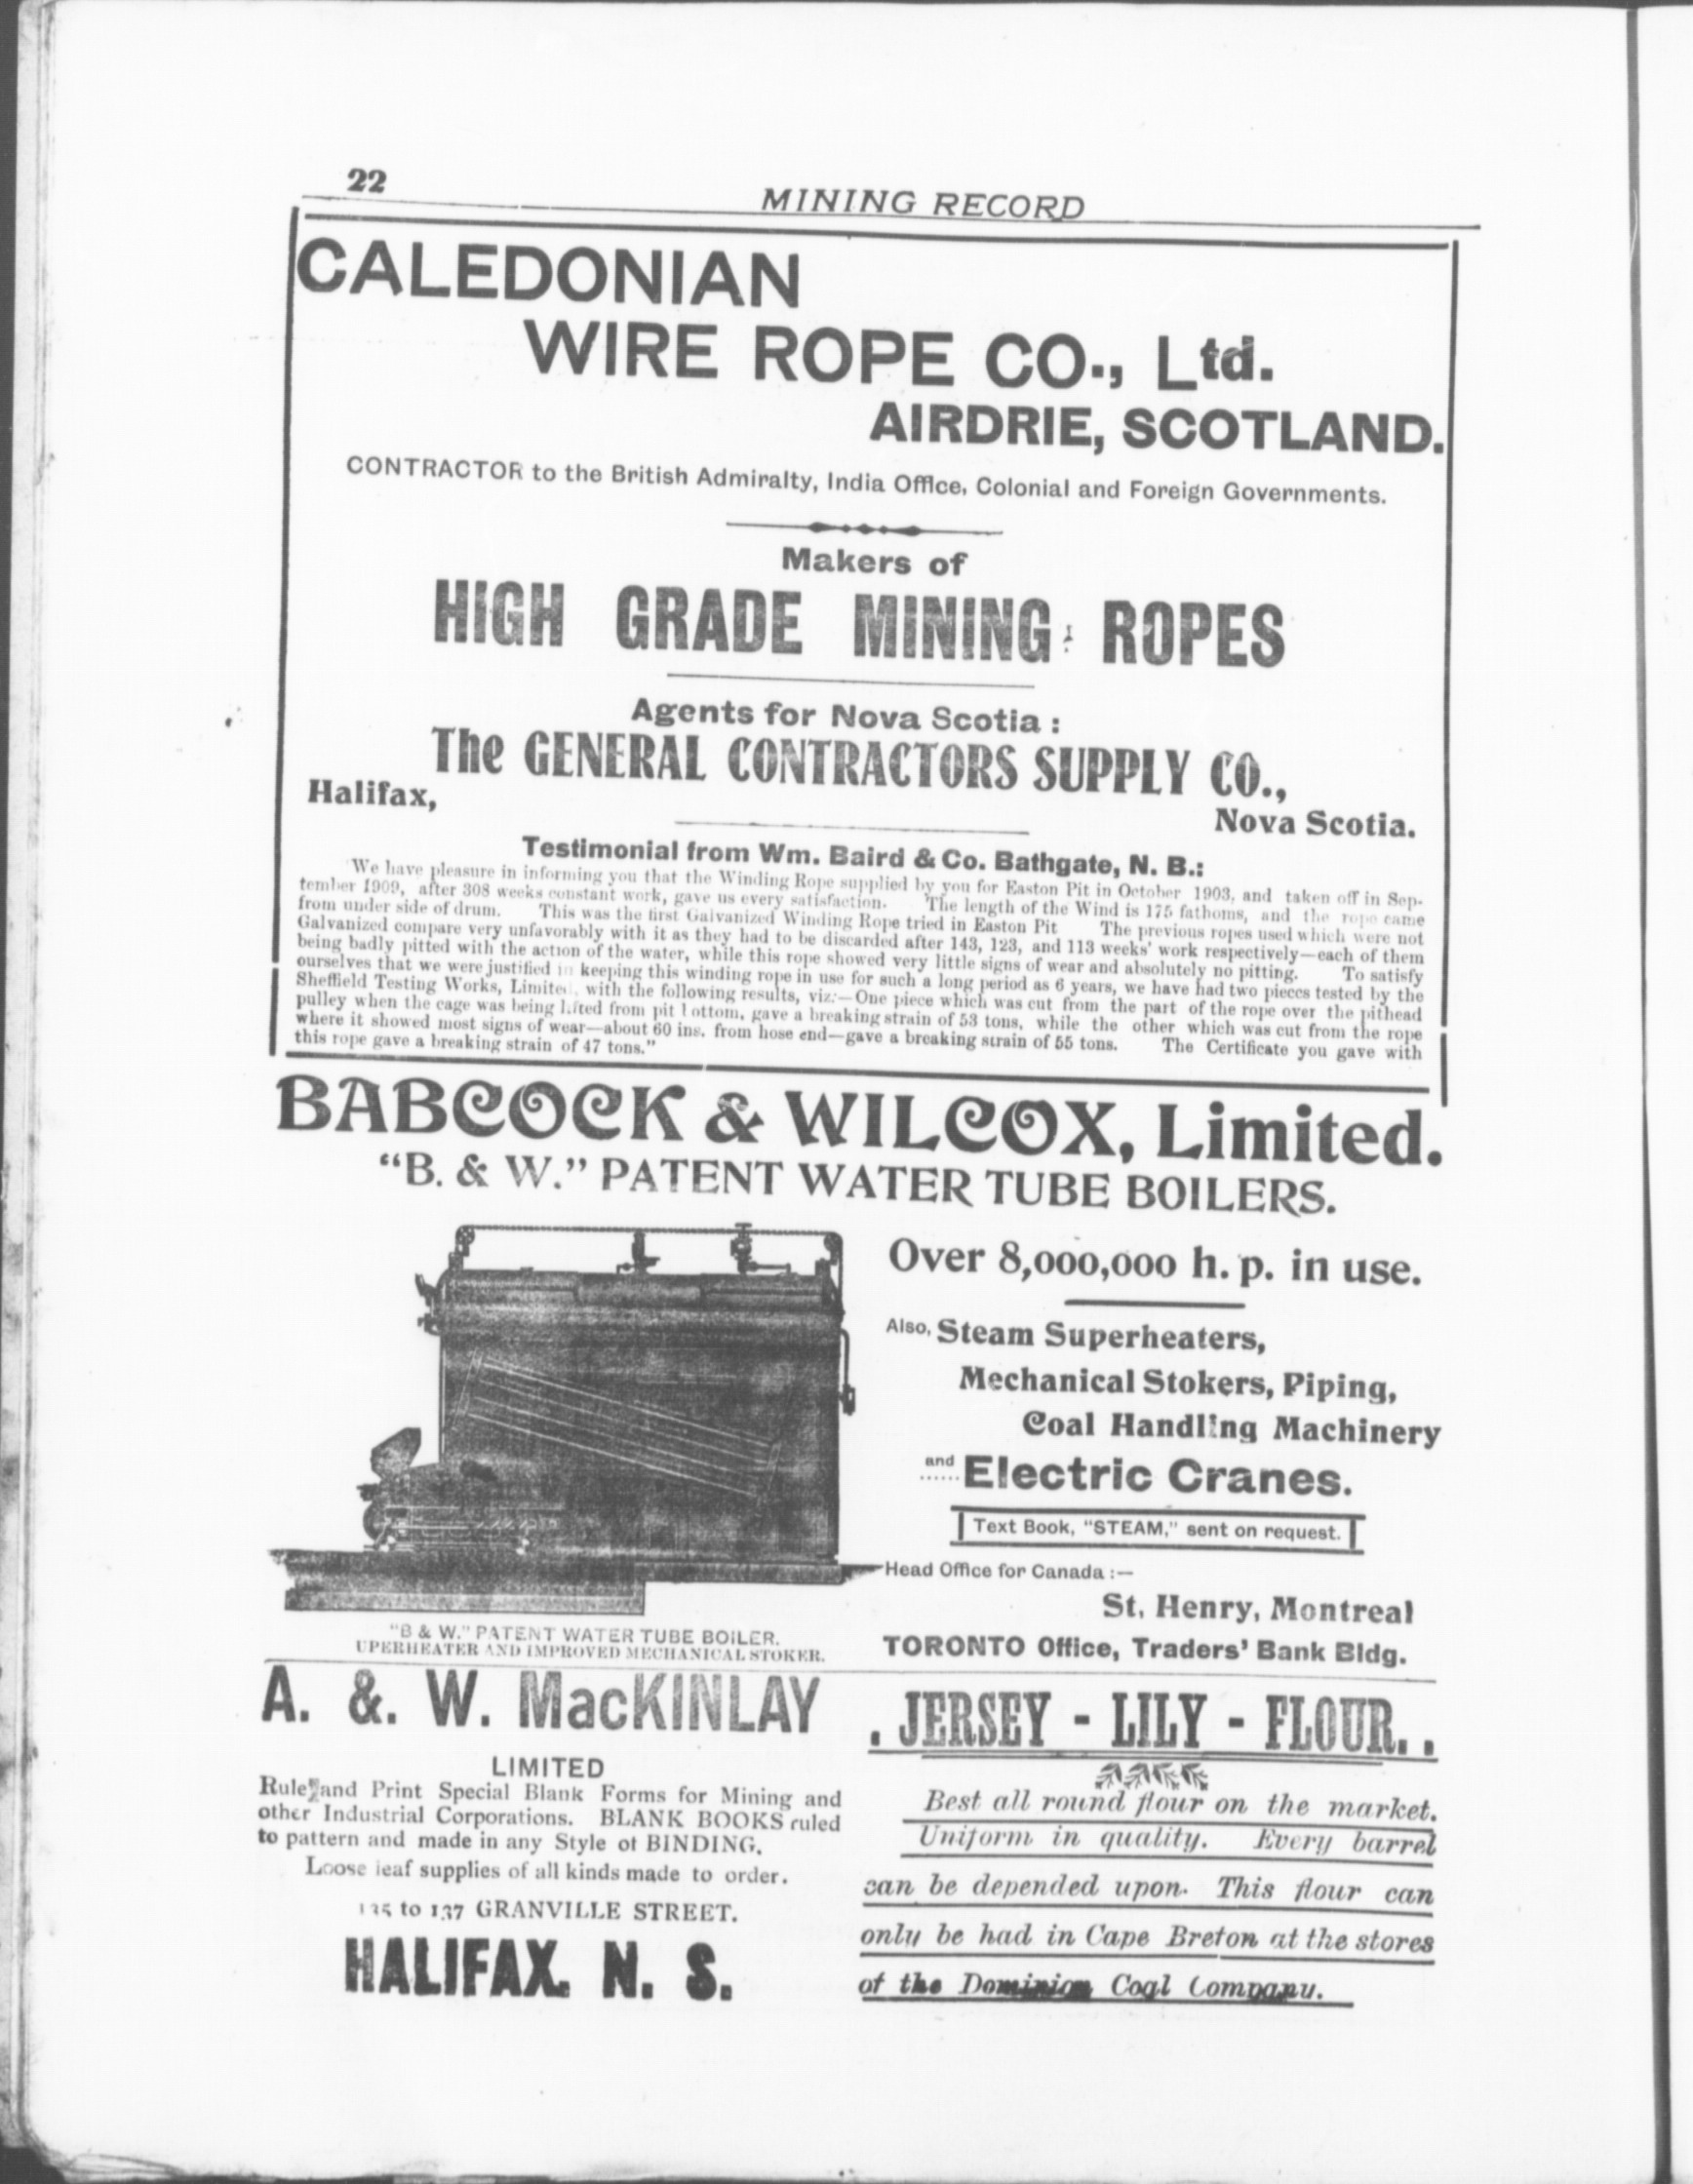 22
MINING RECORD
CALEDONIAN
WIRE ROPE CO., Ltd.
AIRDRIE, SCOTLAND.
CONTRACTOR to the British Admiralty, India Office, Colonial and Foreign Governments.
Makers of
HIGH GRADE MINING ROPES
Agents for Nova Scotia :
The GENERAL CONTRACTORS SUPPLY CO.,
Halifax,
Nova Scotia.
Testimonial from Wm. Baird & Co. Bathgate, N. B.:
"We have pleasure in informing you that the Winding Rope supplied by you for Easton Pit in October 1903, and taken off in Sep-
tember 1909, after 308 weeks constant work, gave us every satisfaction. The length of the Wind is 175 fathoms, and the rope came
from under side of drum. This was the first Galvanized Winding Rope tried in Easton Pit The previous ropes used which were not
Galvanized compare very unfavorably with it as they had to be discarded after 143, 123, and 113 weeks' work respectively—each of them
being badly pitted with the action of the water, while this rope showed very little signs of wear and absolutely no pitting. To satisfy
ourselves that we were justified in keeping this winding rope in use for such a long period as 6 years, we have had two pieces tested by the
Sheffield Testing Works, Limited, with the following results, viz:—One piece which was cut from the part of the rope over the pithead
pulley when the cage was being lifted from pit bottom, gave a breaking strain of 53 tons, while the other which was cut from the rope
where it showed most signs of wear—about 60 ins. from hose end—gave a breaking strain of 55 tons. The Certificate you gave with
this rope gave a breaking strain of 47 tons."
BABCOCK & WILCOX, Limited.
"B. & W." PATENT WATER TUBE BOILERS.
Over 8,000,000 h. p. in use.
Also, Steam Superheaters,
Mechanical Stokers, Piping,
Coal Handling Machinery
and Electric Cranes.
Text Book, "STEAM," sent on request.
Head Office for Canada :—
St. Henry, Montreal
TORONTO Office, Traders' Bank Bldg.
"B & W." PATENT WATER TUBE BOILER.
UPERHEATER AND IMPROVED MECHANICAL STOKER.
A. &. W. MacKINLAY
LIMITED
Rule and Print Special Blank Forms for Mining and
other Industrial Corporations. BLANK BOOKS ruled
to pattern and made in any Style of BINDING.
Loose leaf supplies of all kinds made to order.
135 to 137 GRANVILLE STREET.
HALIFAX. N. S.
. JERSEY - LILY - FLOUR. .
Best all round flour on the market.
Uniform in quality. Every barrel
can be depended upon. This flour can
only be had in Cape Breton at the stores
of the Dominion Coal Company.